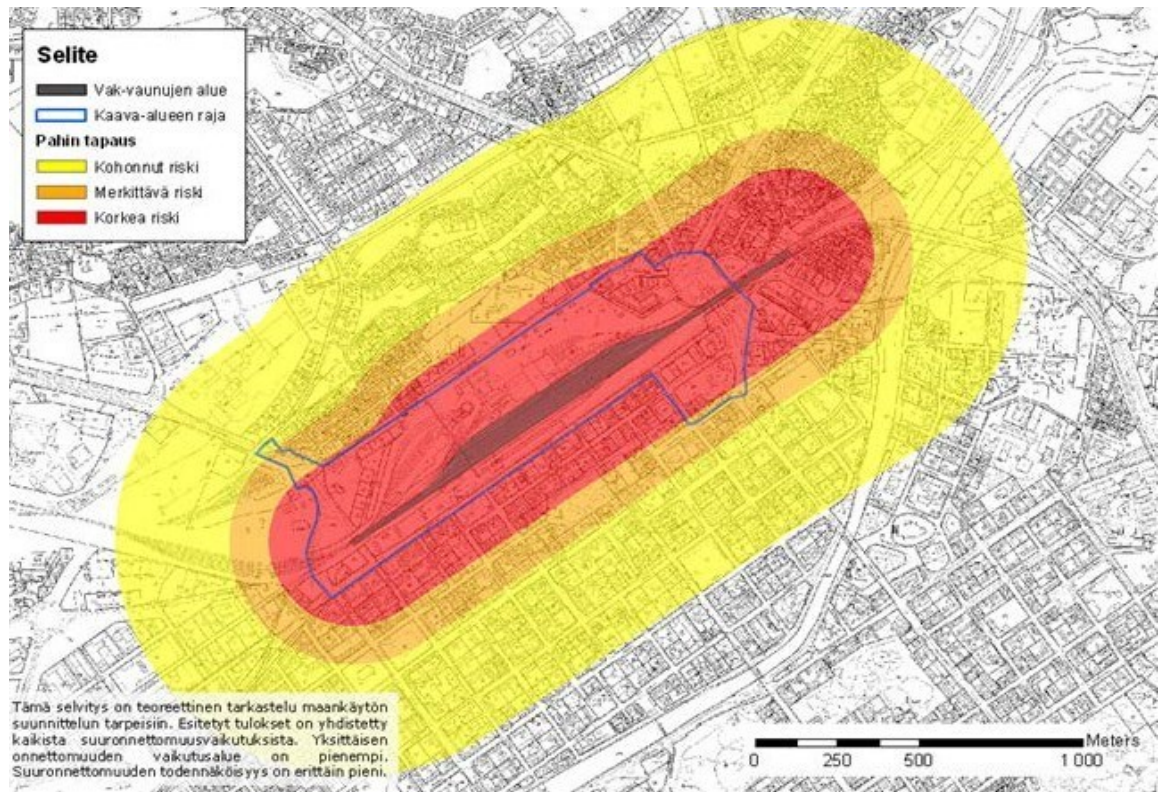 Selite
Vak-vaunujen alue
Kaava-alueen raja
Pahin tapaus
Kohonnut riski
Merkittävä riski
Korkea riski
Tämä selvitys on teoreettinen tarkastelu maankäytön
suunnittelun tarpeisiin. Esitetyt tulokset on yhdistetty
kaikista suuronnettomuusvaikutuksista. Yksittäisen
onnettomuuden vaikutusalue on pienempi.
Suuronnettomuuden todennäköisyys on erittäin pieni.
Meters
0 250 500 1 000